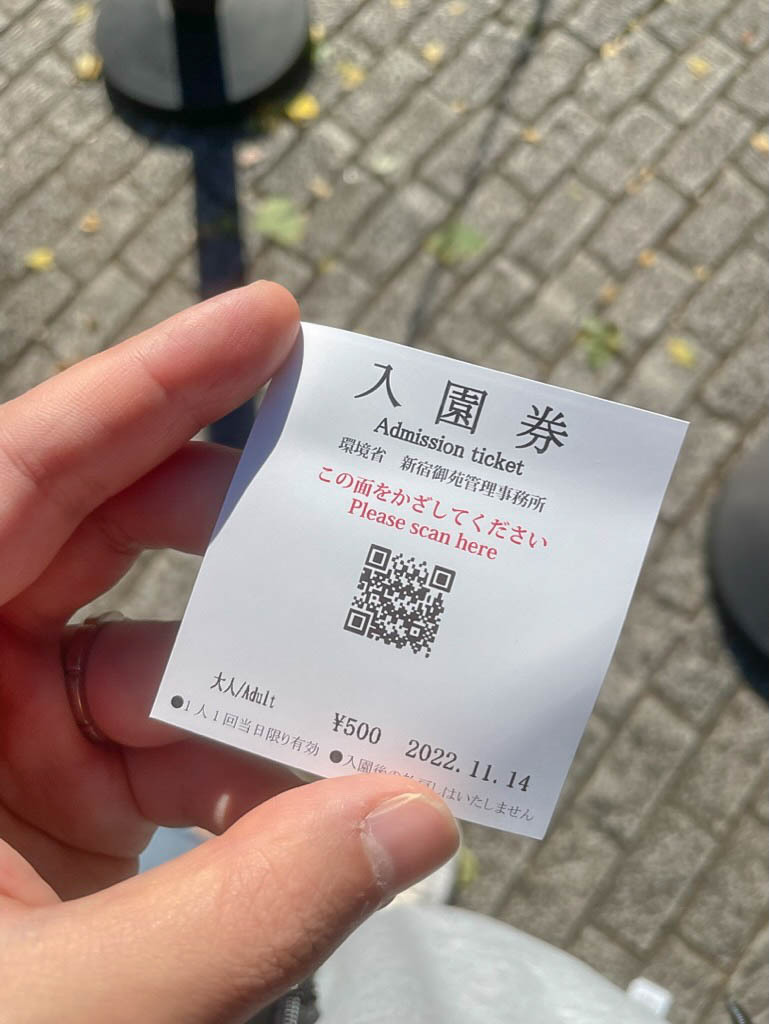 入園券
Admission ticket
環境省 新宿御苑管理事務所
この面をかざしてください
Please scan here
大人/Adult
¥500 2022.11.14
●1人1回当日限り有効 ●入園後の しはいたしません